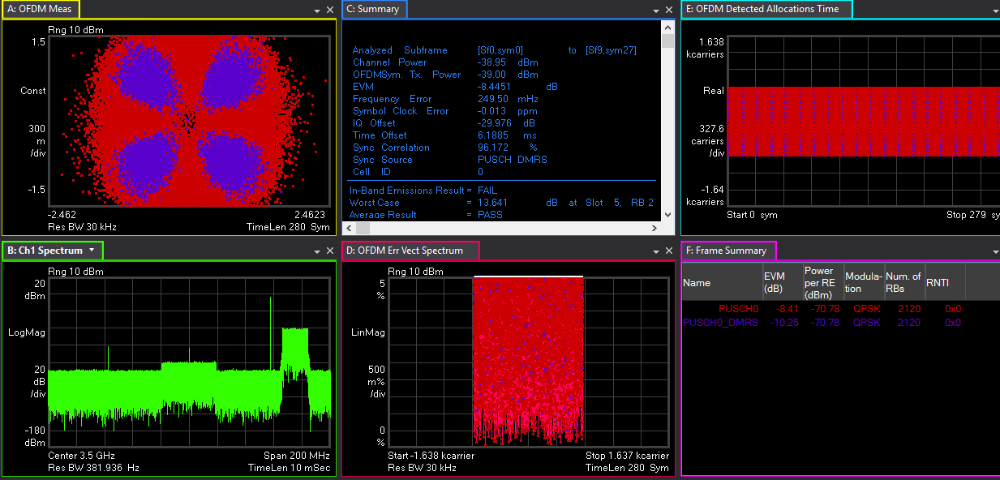 A: OFDM Meas
Rng 10 dBm
1.5
Const
300
m
/div
-1.5
-2.462
2.4623
Res BW 30 kHz
TimeLen 280 Sym
C: Summary
Analyzed Subframe [Sf0,sym0] to [Sf9,sym27]
Channel Power -38.95 dBm
OFDMSym. Tx. Power -39.00 dBm
EVM -8.4451 dB
Frequency Error 249.50 mHz
Symbol Clock Error -0.013 ppm
IQ Offset -29.976 dB
Time Offset 6.1885 ms
Sync Correlation 96.172 %
Sync Source PUSCH DMRS
Cell ID 0
In-Band Emissions Result = FAIL
Worst Case = 13.641 dB at Slot 5, RB 2
Average Result = PASS
E: OFDM Detected Allocations Time
1.638
kcarriers
Real
327.6
carriers
/div
-1.64
kcarriers
Start 0 sym
Stop 279 sy
B: Ch1 Spectrum
Rng 10 dBm
20
dBm
LogMag
20
dB
/div
-180
dBm
Center 3.5 GHz
Span 200 MHz
Res BW 381.936 Hz
TimeLen 10 mSec
D: OFDM Err Vect Spectrum
Rng 10 dBm
5
%
LinMag
500
m%
/div
0
%
Start -1.638 kcarrier
Stop 1.637 kcarrier
Res BW 30 kHz
TimeLen 280 Sym
F: Frame Summary
Name EVM (dB) Power per RE (dBm) Modula-tion Num. of RBs RNTI
PUSCH0 -8.41 -70.78 QPSK 2120 0x0
PUSCH0_DMRS -10.25 -70.78 QPSK 2120 0x0